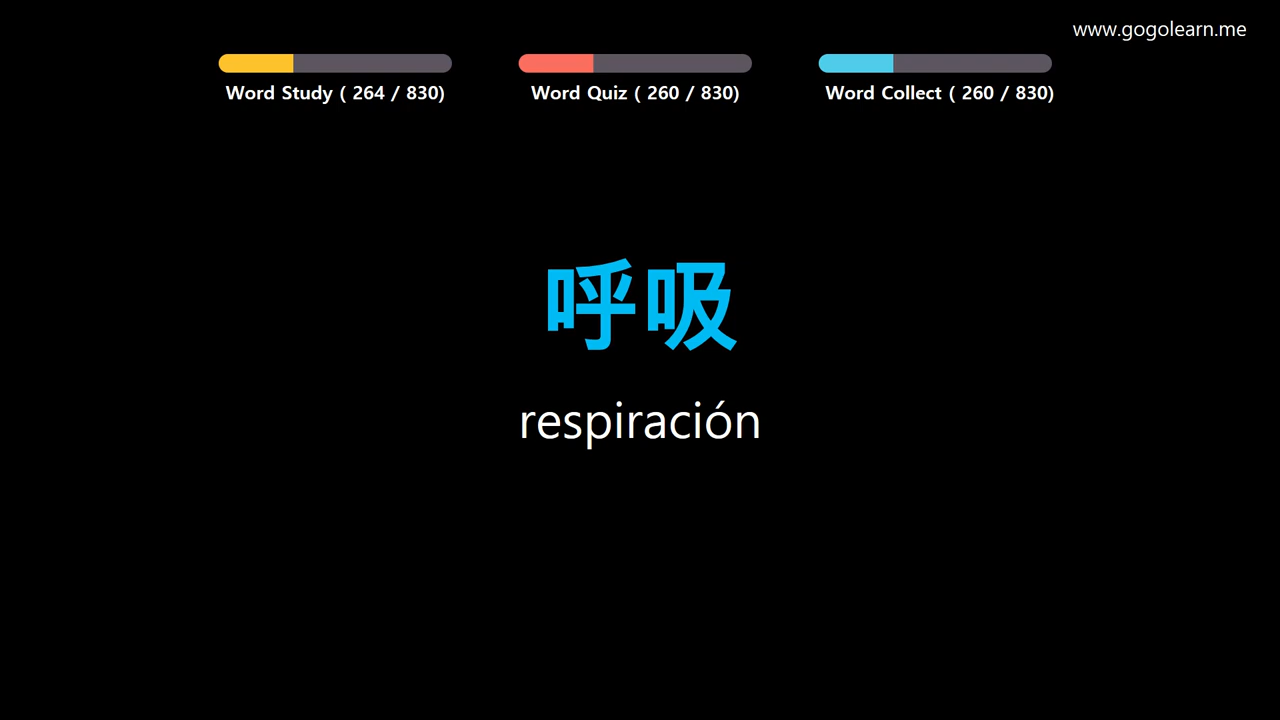 www.gogolearn.me
Word Study ( 264 / 830)
Word Quiz ( 260 / 830)
Word Collect ( 260 / 830)
呼吸
respiración